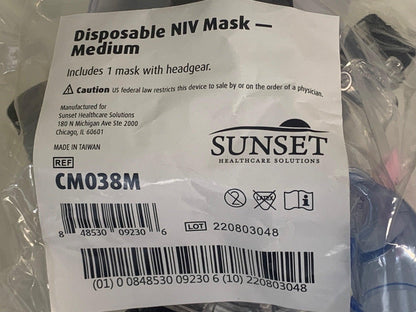 Disposable NIV Mask —
Medium
Includes 1 mask with headgear.
Caution US federal law restricts this device to sale by or on the order of a physician.
Manufactured for
Sunset Healthcare Solutions
180 N Michigan Ave Ste 2000
Chicago, IL 60601
MADE IN TAIWAN
SUNSET
HEALTHCARE SOLUTIONS
REF
CM038M
LATEX
8 48530 09230 6
LOT 220803048
(01) 0 0848530 09230 6 (10) 220803048